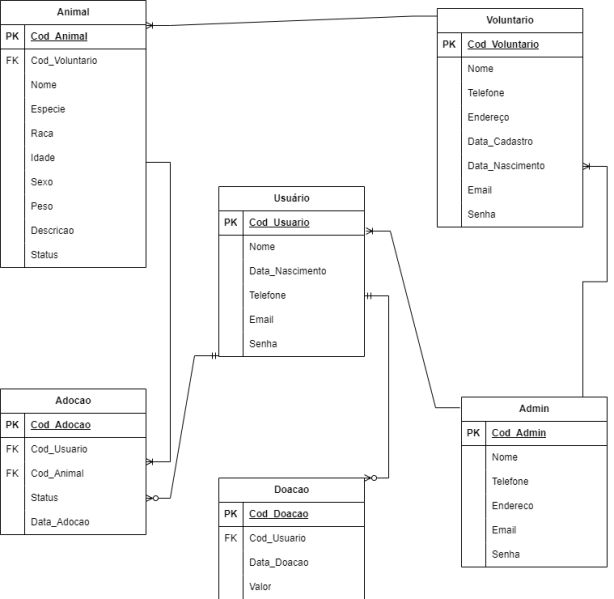 Animal
PK Cod_Animal
FK Cod_Voluntario
Nome
Especie
Raca
Idade
Sexo
Peso
Descricao
Status
Voluntario
PK Cod_Voluntario
Nome
Telefone
Endereço
Data_Cadastro
Data_Nascimento
Email
Senha
Usuário
PK Cod_Usuario
Nome
Data_Nascimento
Telefone
Email
Senha
Adocao
PK Cod_Adocao
FK Cod_Usuario
FK Cod_Animal
Status
Data_Adocao
Doacao
PK Cod_Doacao
FK Cod_Usuario
Data_Doacao
Valor
Admin
PK Cod_Admin
Nome
Telefone
Endereco
Email
Senha